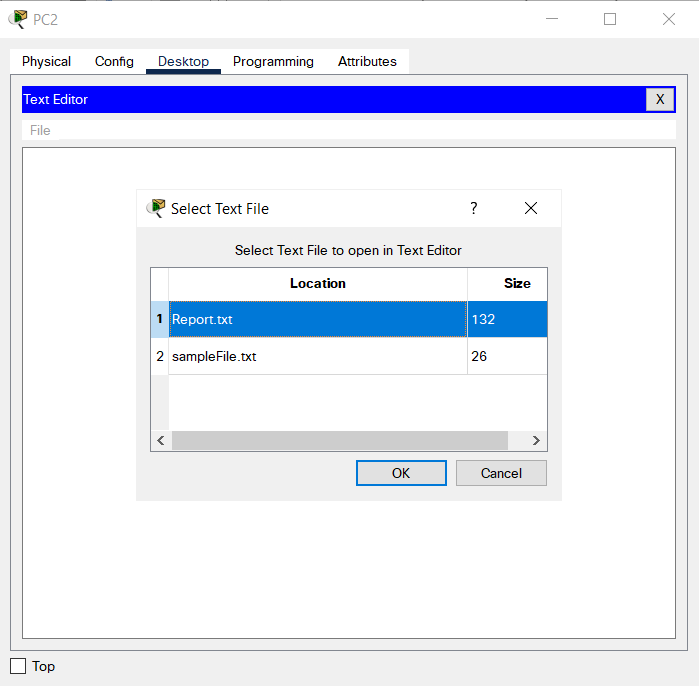 PC2
Physical Config Desktop Programming Attributes
Text Editor X
File
Select Text File ?
Select Text File to open in Text Editor
Location Size
1 Report.txt 132
2 sampleFile.txt 26
OK Cancel
Top